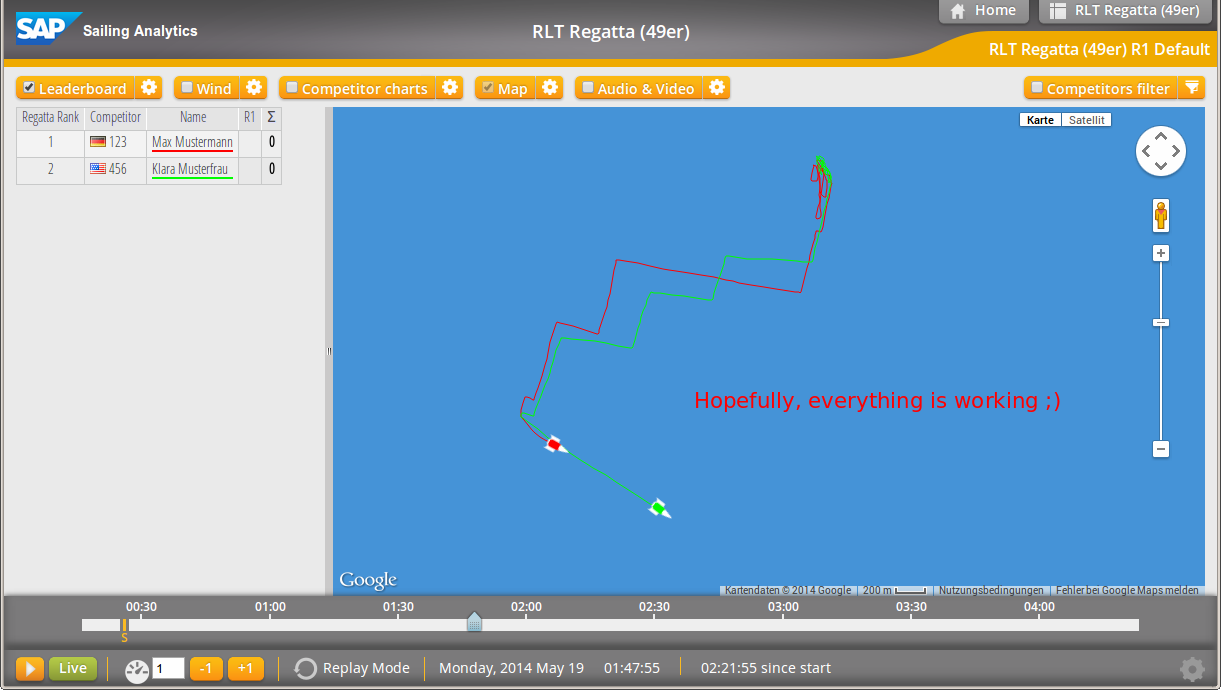 SAP Sailing Analytics
RLT Regatta (49er)
Home
RLT Regatta (49er)
RLT Regatta (49er) R1 Default
Leaderboard
Wind
Competitor charts
Map
Audio & Video
Competitors filter
Regatta Rank Competitor Name R1 Σ
1 123 Max Mustermann 0
2 456 Klara Musterfrau 0
Karte Satellit
+
Hopefully, everything is working ;)
−
Google
Kartendaten © 2014 Google 200 m Nutzungsbedingungen Fehler bei Google Maps melden
00:30 01:00 01:30 02:00 02:30 03:00 03:30 04:00
S
Live 1 -1 +1 Replay Mode Monday, 2014 May 19 01:47:55 02:21:55 since start